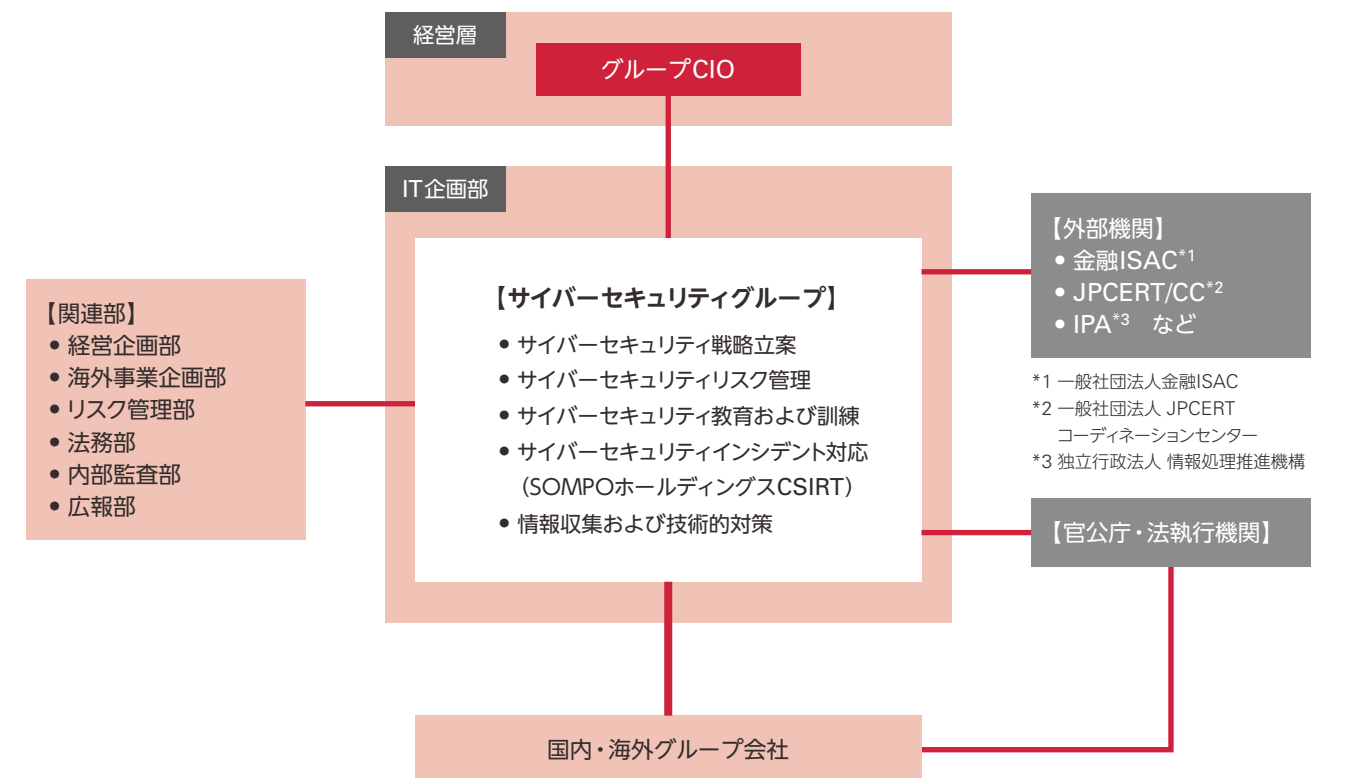 経営層
グループCIO
IT企画部
【サイバーセキュリティグループ】
• サイバーセキュリティ戦略立案
• サイバーセキュリティリスク管理
• サイバーセキュリティ教育および訓練
• サイバーセキュリティインシデント対応
（SOMPOホールディングスCSIRT）
• 情報収集および技術的対策
【関連部】
• 経営企画部
• 海外事業企画部
• リスク管理部
• 法務部
• 内部監査部
• 広報部
【外部機関】
• 金融ISAC*1
• JPCERT/CC*2
• IPA*3　など
*1 一般社団法人金融ISAC
*2 一般社団法人 JPCERT
コーディネーションセンター
*3 独立行政法人 情報処理推進機構
【官公庁・法執行機関】
国内・海外グループ会社